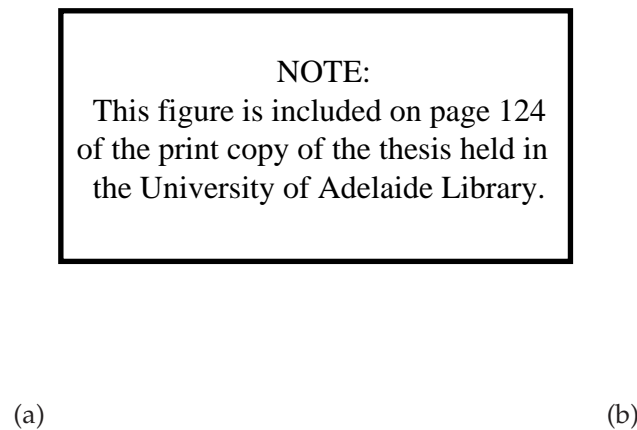 NOTE:
This figure is included on page 124
of the print copy of the thesis held in
the University of Adelaide Library.
(a) (b)